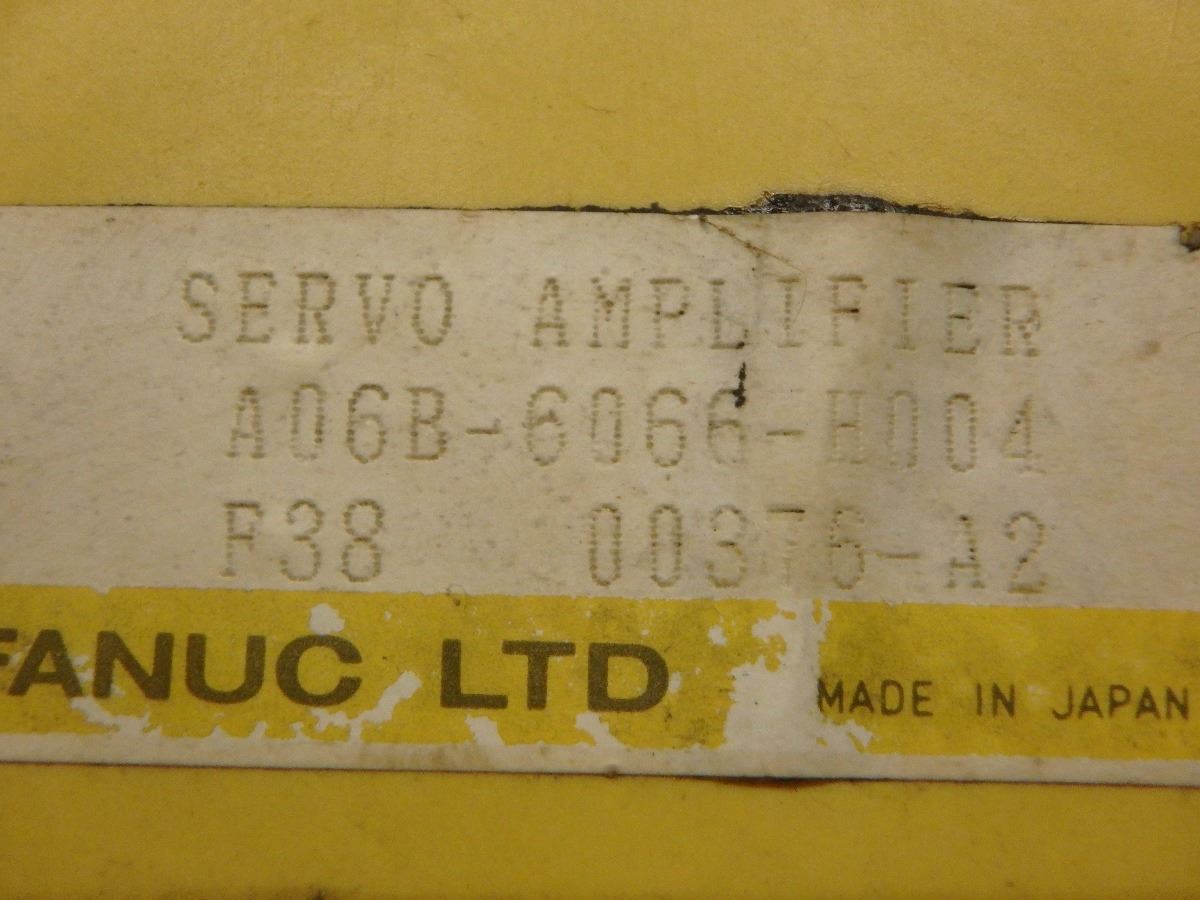 SERVO AMPLIFIER
A06B-6066-H004
F38 00376-A2
FANUC LTD MADE IN JAPAN